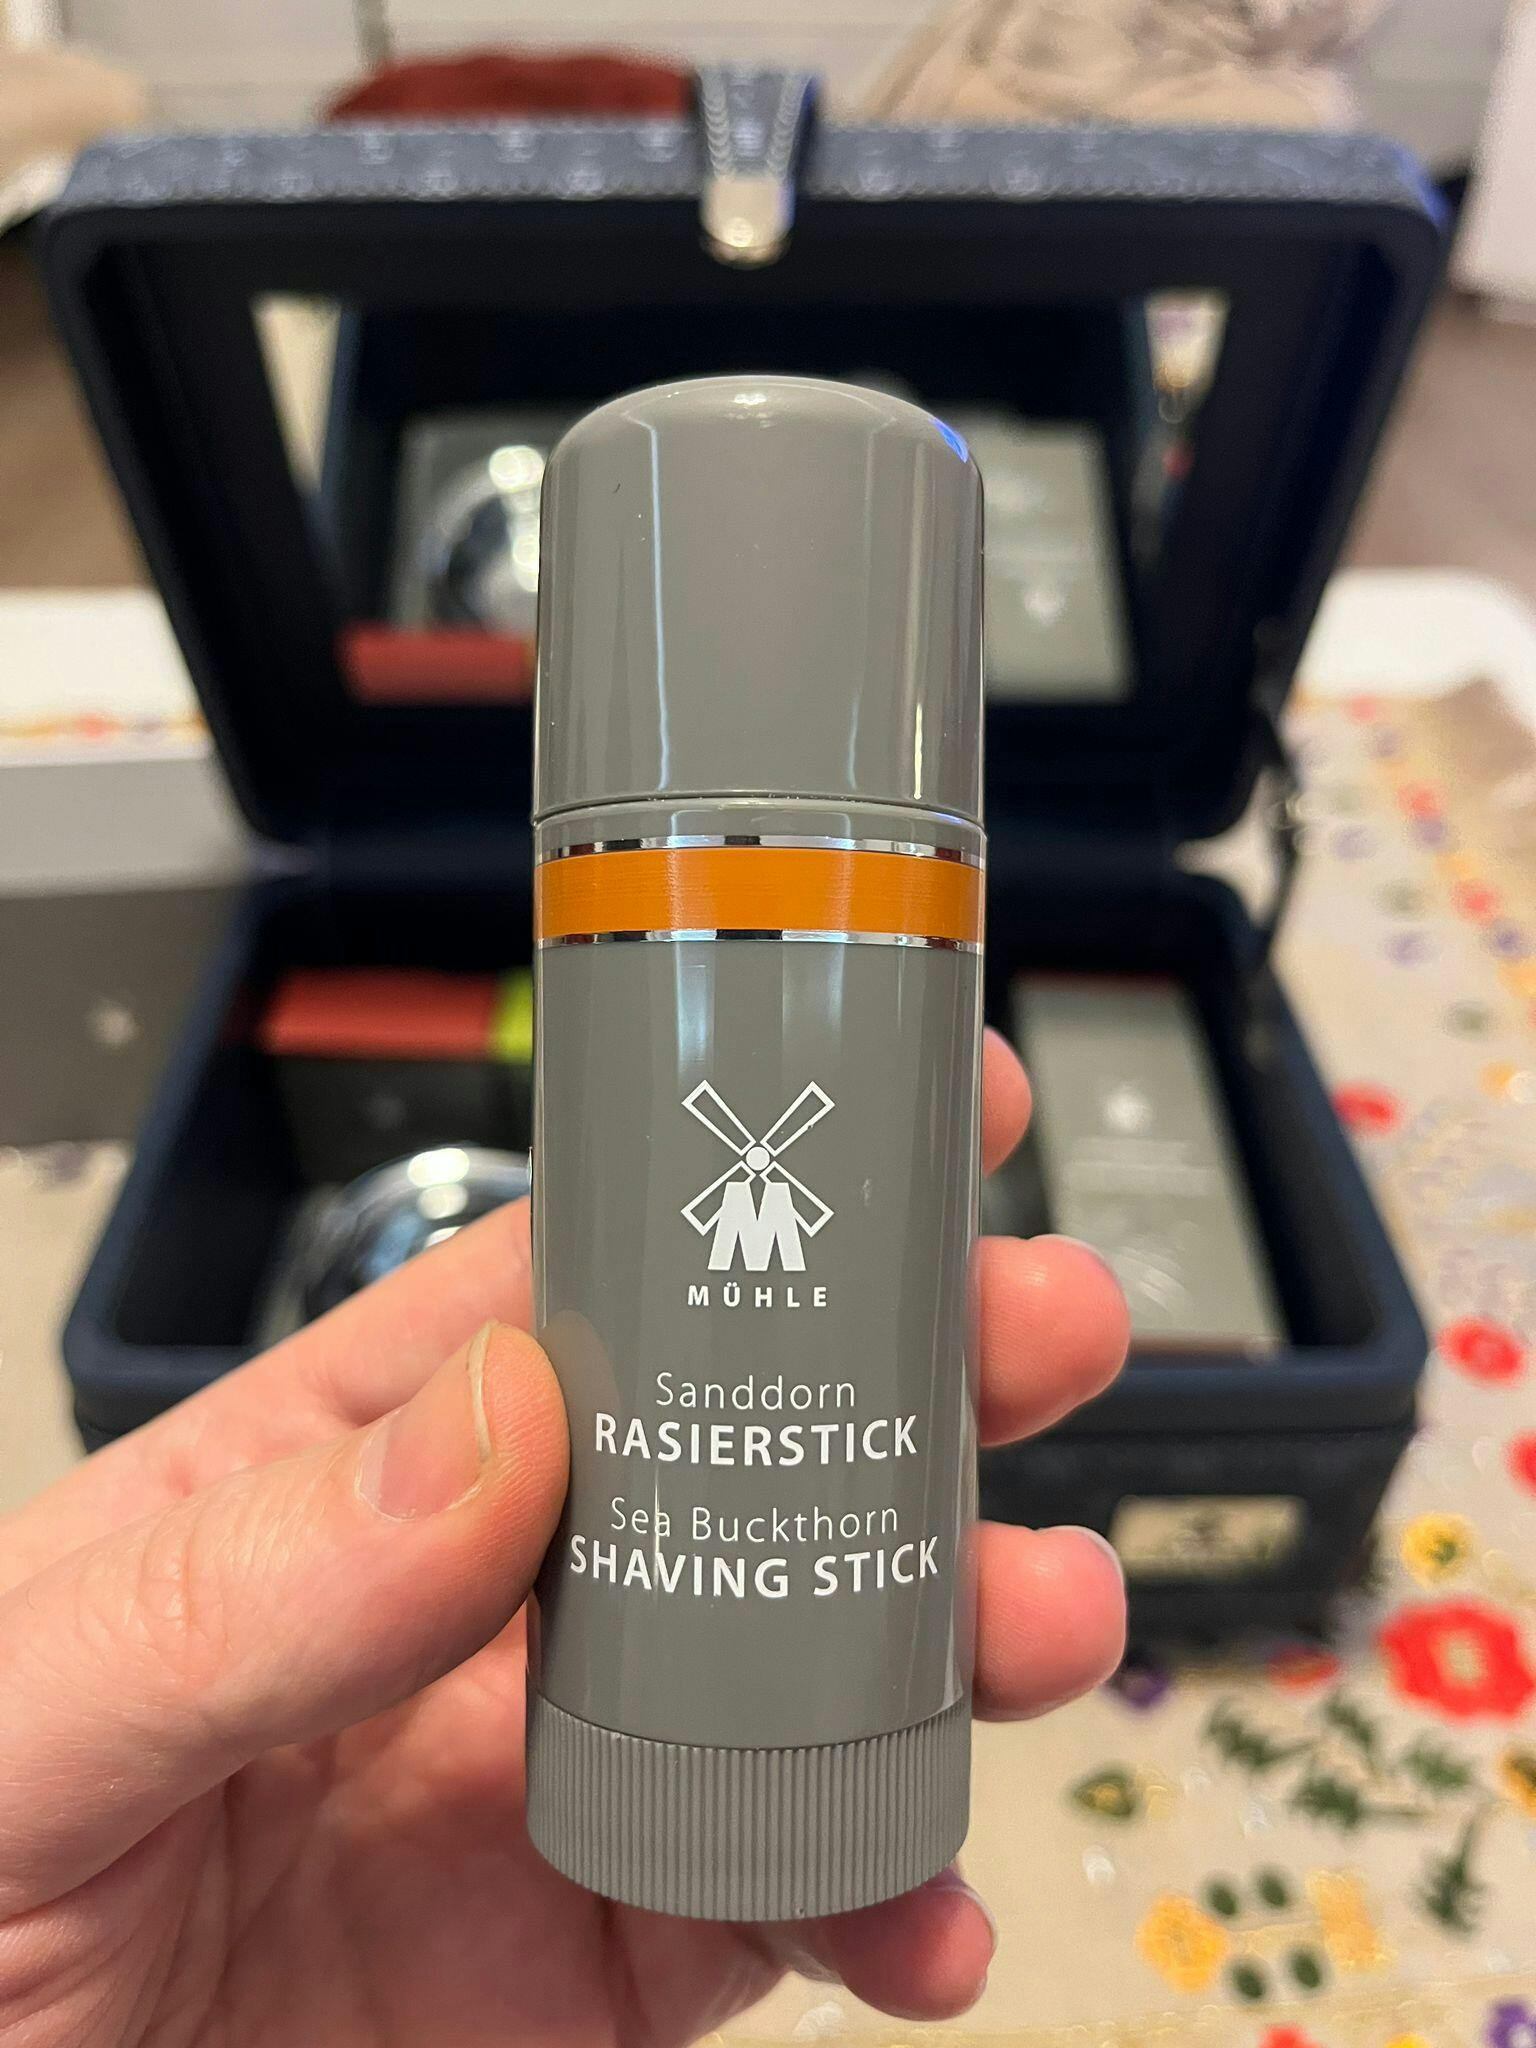 M
MÜHLE
Sanddorn
RASIERSTICK
Sea Buckthorn
SHAVING STICK